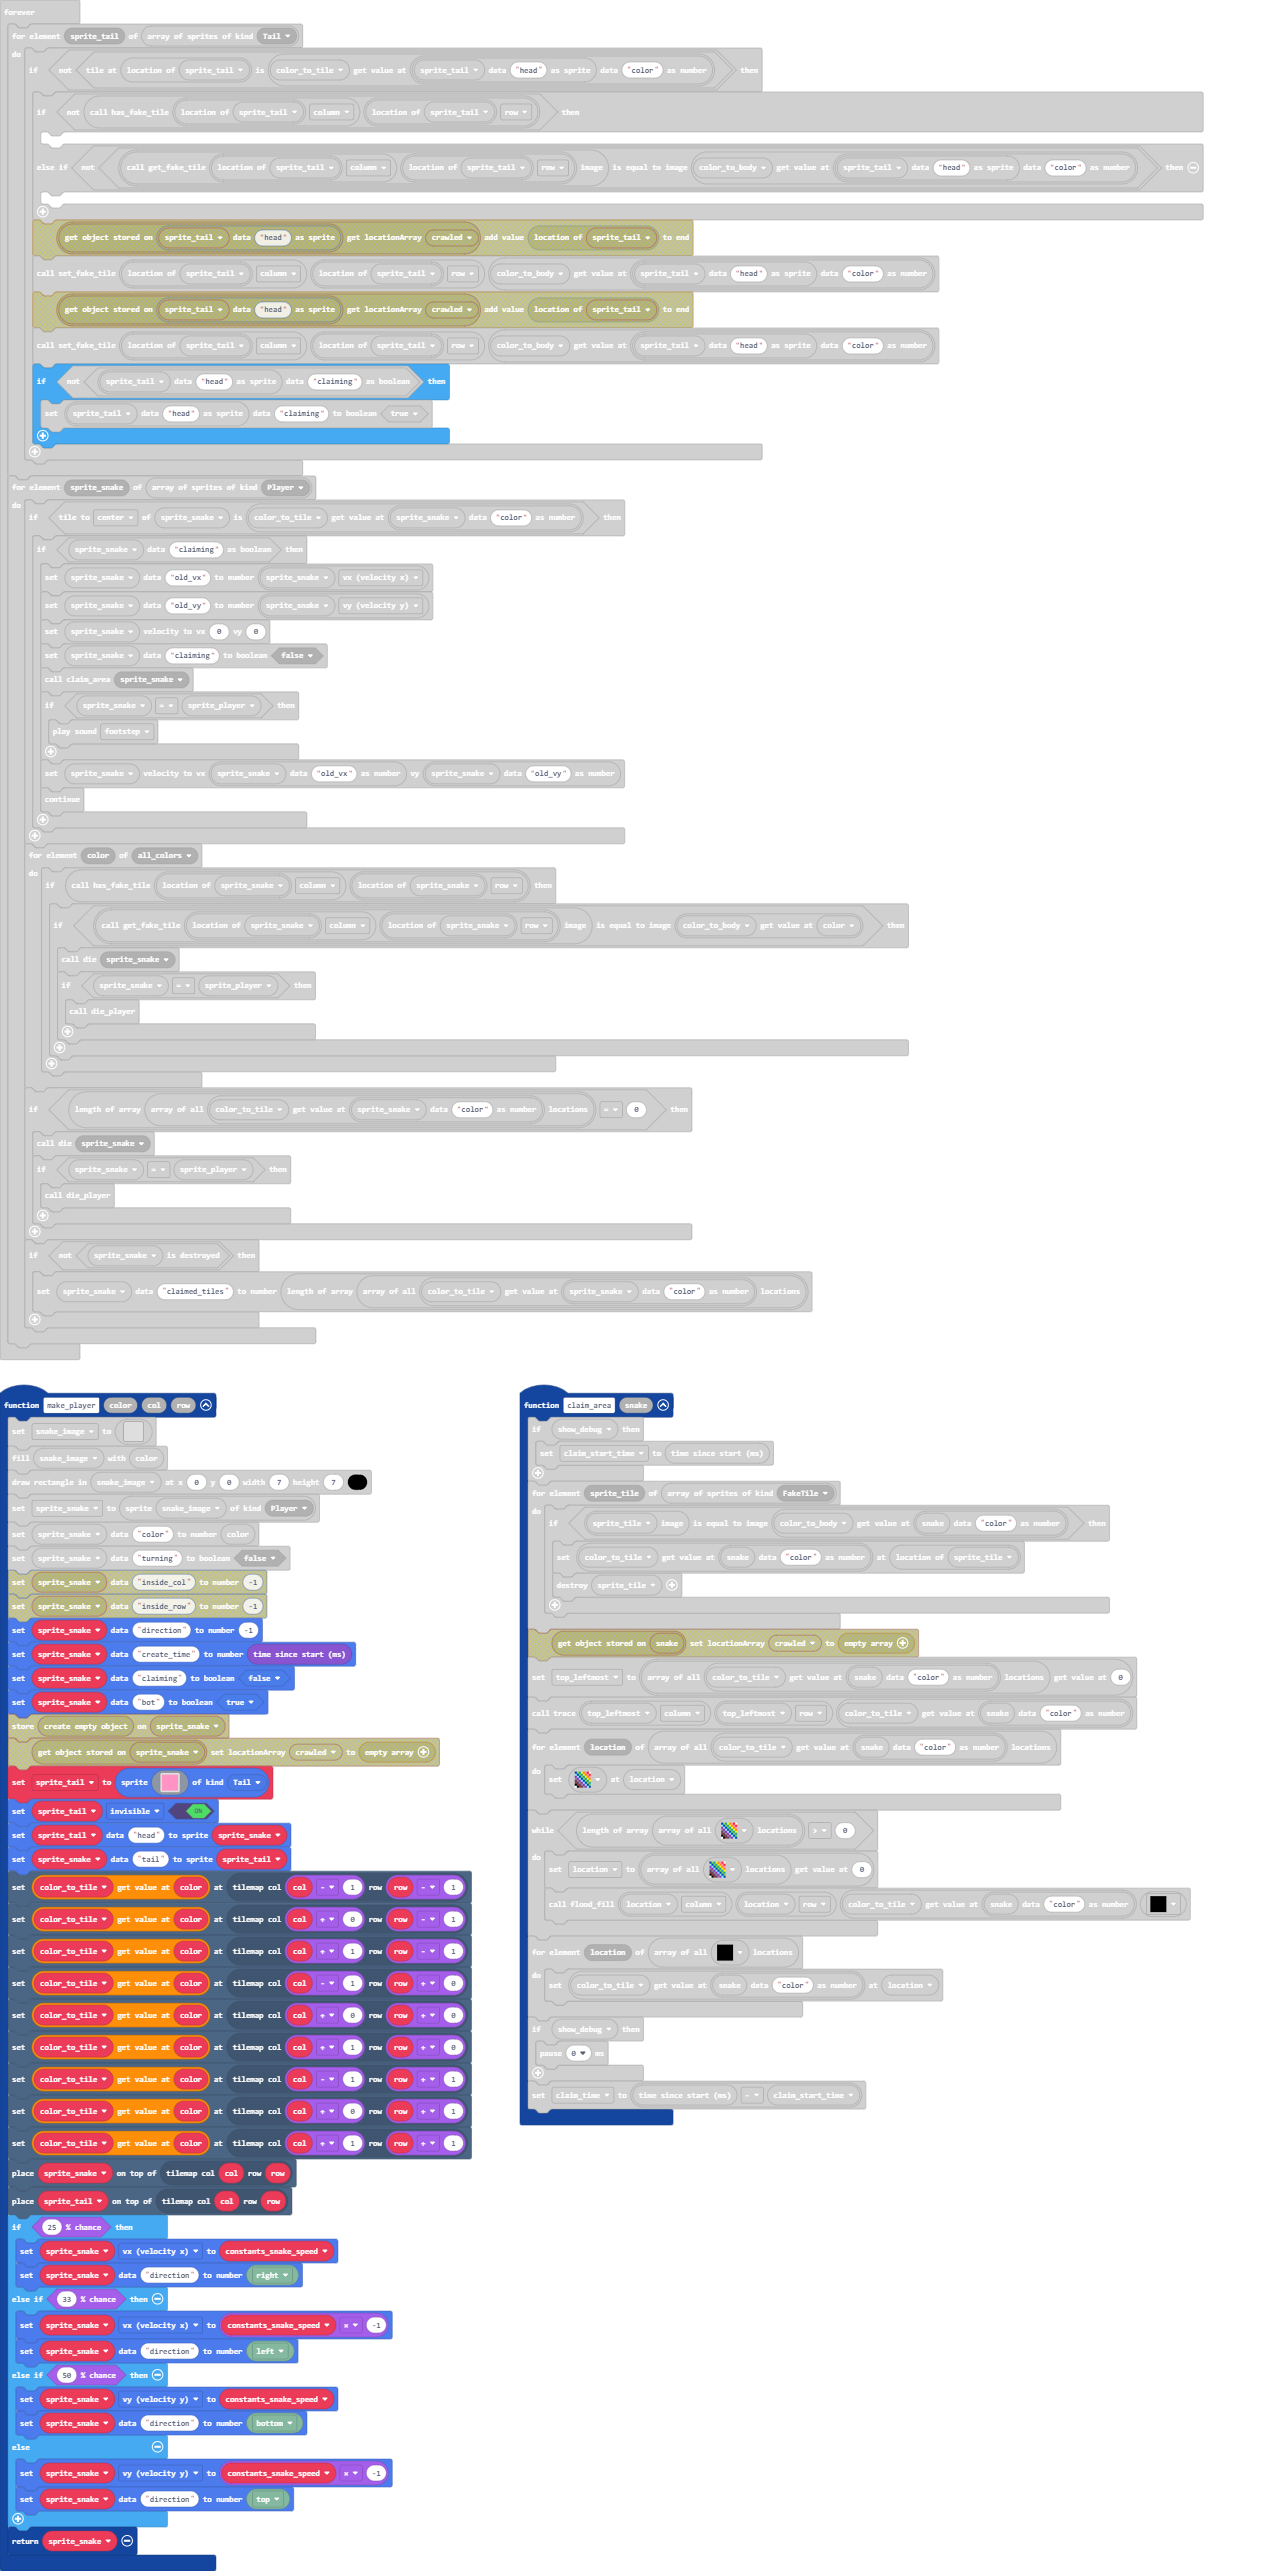 forever
for element sprite_tail of array of sprites of kind Tail
do
if not tile at location of sprite_tail is color_to_tile get value at sprite_tail data "head" as sprite data "color" as number then
if not call has_fake_tile location of sprite_tail column location of sprite_tail row then
else if not call get_fake_tile location of sprite_tail column location of sprite_tail row image is equal to image color_to_body get value at sprite_tail data "head" as sprite data "color" as number then
get object stored on sprite_tail data "head" as sprite get locationArray crawled add value location of sprite_tail to end
call set_fake_tile location of sprite_tail column location of sprite_tail row color_to_body get value at sprite_tail data "head" as sprite data "color" as number
get object stored on sprite_tail data "head" as sprite get locationArray crawled add value location of sprite_tail to end
call set_fake_tile location of sprite_tail column location of sprite_tail row color_to_body get value at sprite_tail data "head" as sprite data "color" as number
if not sprite_tail data "head" as sprite data "claiming" as boolean then
set sprite_tail data "head" as sprite data "claiming" to boolean true
for element sprite_snake of array of sprites of kind Player
do
if tile to center of sprite_snake is color_to_tile get value at sprite_snake data "color" as number then
if sprite_snake data "claiming" as boolean then
set sprite_snake data "old_vx" to number sprite_snake vx (velocity x)
set sprite_snake data "old_vy" to number sprite_snake vy (velocity y)
set sprite_snake velocity to vx 0 vy 0
set sprite_snake data "claiming" to boolean false
call claim_area sprite_snake
if sprite_snake = sprite_player then
play sound footstep
set sprite_snake velocity to vx sprite_snake data "old_vx" as number vy sprite_snake data "old_vy" as number
continue
for element color of all_colors
do
if call has_fake_tile location of sprite_snake column location of sprite_snake row then
if call get_fake_tile location of sprite_snake column location of sprite_snake row image is equal to image color_to_body get value at color then
call die sprite_snake
if sprite_snake = sprite_player then
call die_player
if length of array array of all color_to_tile get value at sprite_snake data "color" as number locations = 0 then
call die sprite_snake
if sprite_snake = sprite_player then
call die_player
if not sprite_snake is destroyed then
set sprite_snake data "claimed_tiles" to number length of array array of all color_to_tile get value at sprite_snake data "color" as number locations
function make_player color col row
set snake_image to
fill snake_image with color
draw rectangle in snake_image at x 0 y 0 width 7 height 7
set sprite_snake to sprite snake_image of kind Player
set sprite_snake data "color" to number color
set sprite_snake data "turning" to boolean false
set sprite_snake data "inside_col" to number -1
set sprite_snake data "inside_row" to number -1
set sprite_snake data "direction" to number -1
set sprite_snake data "create_time" to number time since start (ms)
set sprite_snake data "claiming" to boolean false
set sprite_snake data "bot" to boolean true
store create empty object on sprite_snake
get object stored on sprite_snake set locationArray crawled to empty array
set sprite_tail to sprite of kind Tail
set sprite_tail invisible ON
set sprite_tail data "head" to sprite sprite_snake
set sprite_snake data "tail" to sprite sprite_tail
set color_to_tile get value at color at tilemap col col - 1 row row - 1
set color_to_tile get value at color at tilemap col col + 0 row row - 1
set color_to_tile get value at color at tilemap col col + 1 row row - 1
set color_to_tile get value at color at tilemap col col - 1 row row + 0
set color_to_tile get value at color at tilemap col col + 0 row row + 0
set color_to_tile get value at color at tilemap col col + 1 row row + 0
set color_to_tile get value at color at tilemap col col - 1 row row + 1
set color_to_tile get value at color at tilemap col col + 0 row row + 1
set color_to_tile get value at color at tilemap col col + 1 row row + 1
place sprite_snake on top of tilemap col col row row
place sprite_tail on top of tilemap col col row row
if 25 % chance then
set sprite_snake vx (velocity x) to constants_snake_speed
set sprite_snake data "direction" to number right
else if 33 % chance then
set sprite_snake vx (velocity x) to constants_snake_speed × -1
set sprite_snake data "direction" to number left
else if 50 % chance then
set sprite_snake vy (velocity y) to constants_snake_speed
set sprite_snake data "direction" to number bottom
else
set sprite_snake vy (velocity y) to constants_snake_speed × -1
set sprite_snake data "direction" to number top
return sprite_snake
function claim_area snake
if show_debug then
set claim_start_time to time since start (ms)
for element sprite_tile of array of sprites of kind FakeTile
do
if sprite_tile image is equal to image color_to_body get value at snake data "color" as number then
set color_to_tile get value at snake data "color" as number at location of sprite_tile
destroy sprite_tile
get object stored on snake set locationArray crawled to empty array
set top_leftmost to array of all color_to_tile get value at snake data "color" as number locations get value at 0
call trace top_leftmost column top_leftmost row color_to_tile get value at snake data "color" as number
for element location of array of all color_to_tile get value at snake data "color" as number locations
do
set at location
while length of array array of all locations > 0
do
set location to array of all locations get value at 0
call flood_fill location column location row color_to_tile get value at snake data "color" as number
for element location of array of all locations
do
set color_to_tile get value at snake data "color" as number at location
if show_debug then
pause 0 ms
set claim_time to time since start (ms) - claim_start_time